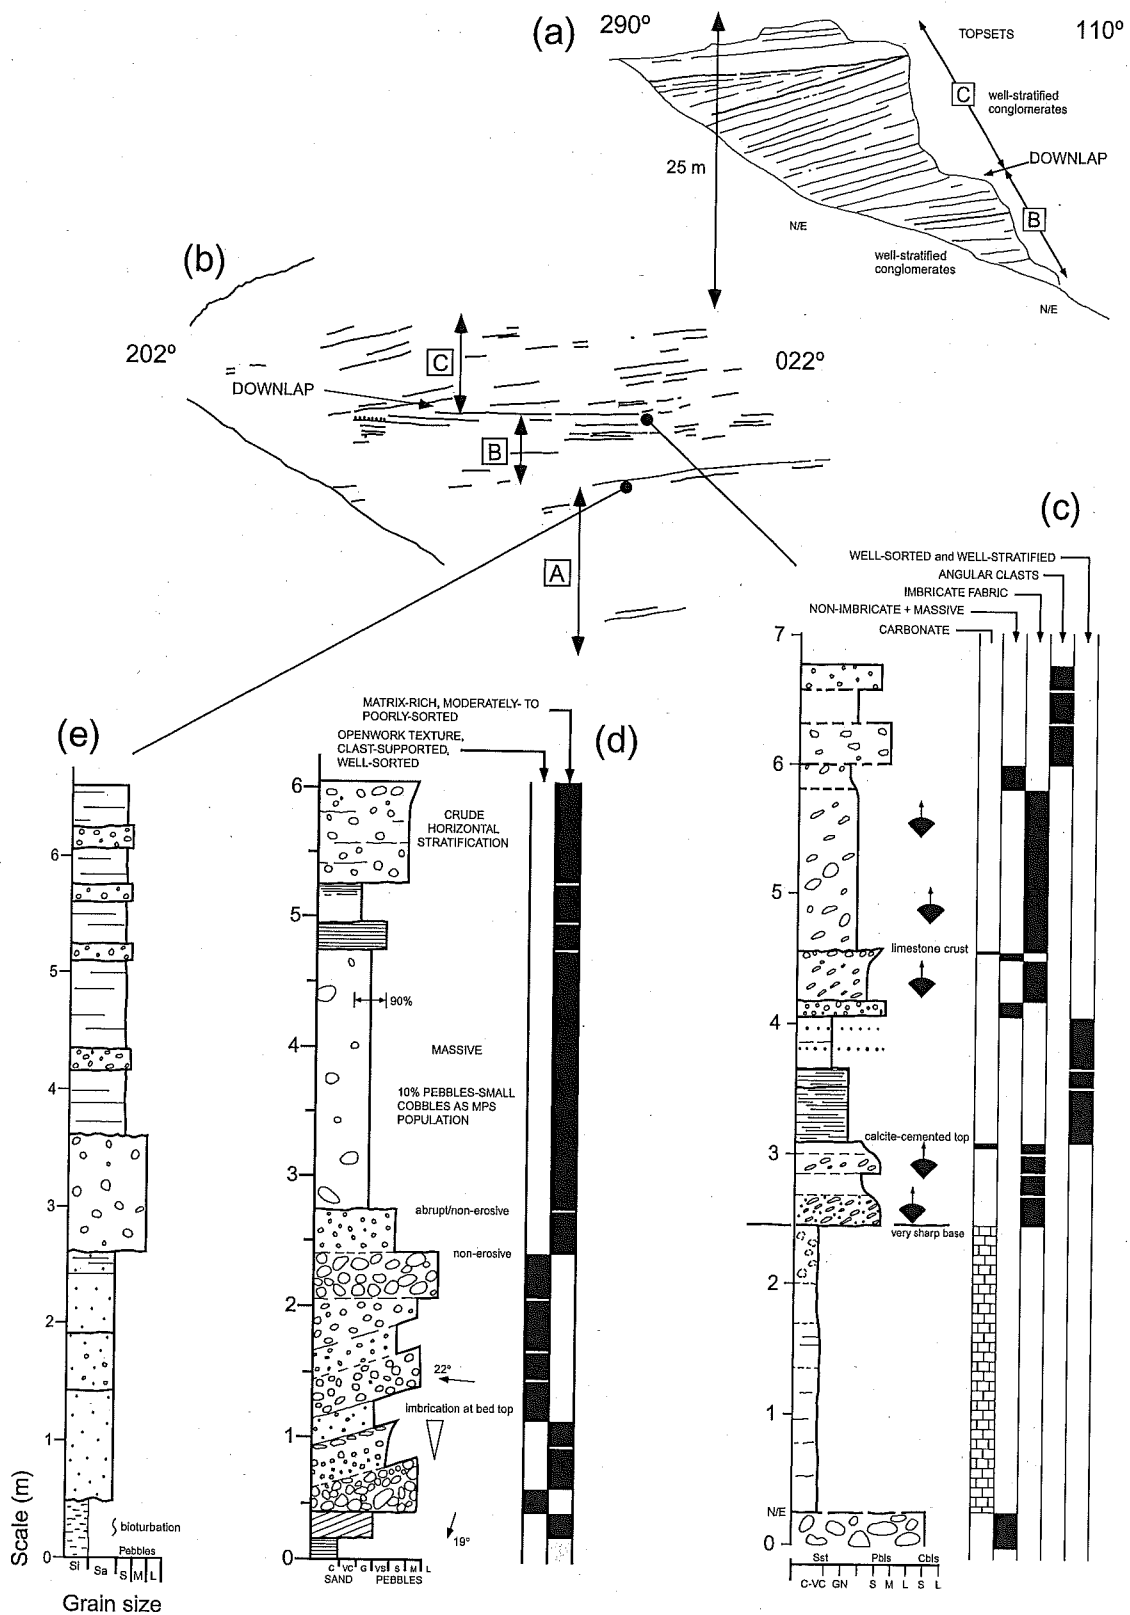 (a)
290º
110º
TOPSETS
C
well-stratified
conglomerates
25 m
DOWNLAP
B
N/E
well-stratified
conglomerates
N/E
(b)
202º
022º
C
DOWNLAP
B
A
(c)
WELL-SORTED and WELL-STRATIFIED
ANGULAR CLASTS
IMBRICATE FABRIC
NON-IMBRICATE + MASSIVE
CARBONATE
7
6
5
limestone crust
4
calcite-cemented top
3
very sharp base
2
1
N/E
0
Sst
Pbls
Cbls
C-VC
GN
S
M
L
S
L
(d)
MATRIX-RICH, MODERATELY- TO
POORLY-SORTED
OPENWORK TEXTURE,
CLAST-SUPPORTED,
WELL-SORTED
6
CRUDE
HORIZONTAL
STRATIFICATION
5
90%
4
MASSIVE
10% PEBBLES-SMALL
COBBLES AS MPS
POPULATION
3
abrupt/non-erosive
non-erosive
2
22º
imbrication at bed top
1
19º
0
C
VC
G
VS
S
M
L
SAND
PEBBLES
(e)
6
5
4
3
2
1
bioturbation
0
Scale (m)
Pebbles
Si
Sa
S
M
L
Grain size